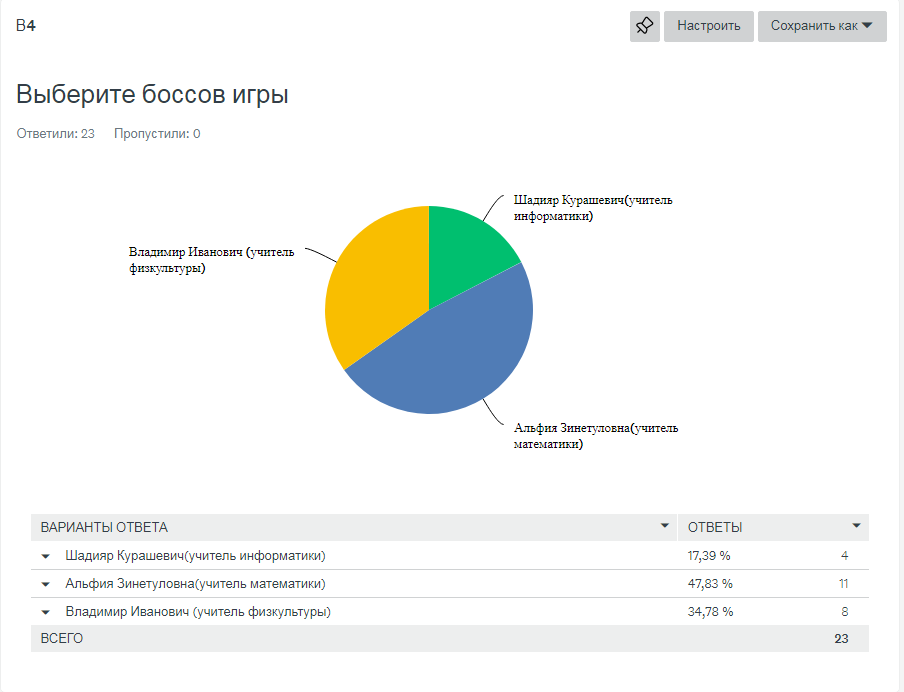 В4
Настроить
Сохранить как
Выберите боссов игры
Ответили: 23 Пропустили: 0
Шадияр Курашевич(учитель
информатики)
Владимир Иванович (учитель
физкультуры)
Альфия Зинетуловна(учитель
математики)
ВАРИАНТЫ ОТВЕТА ОТВЕТЫ
Шадияр Курашевич(учитель информатики) 17,39 % 4
Альфия Зинетуловна(учитель математики) 47,83 % 11
Владимир Иванович (учитель физкультуры) 34,78 % 8
ВСЕГО 23